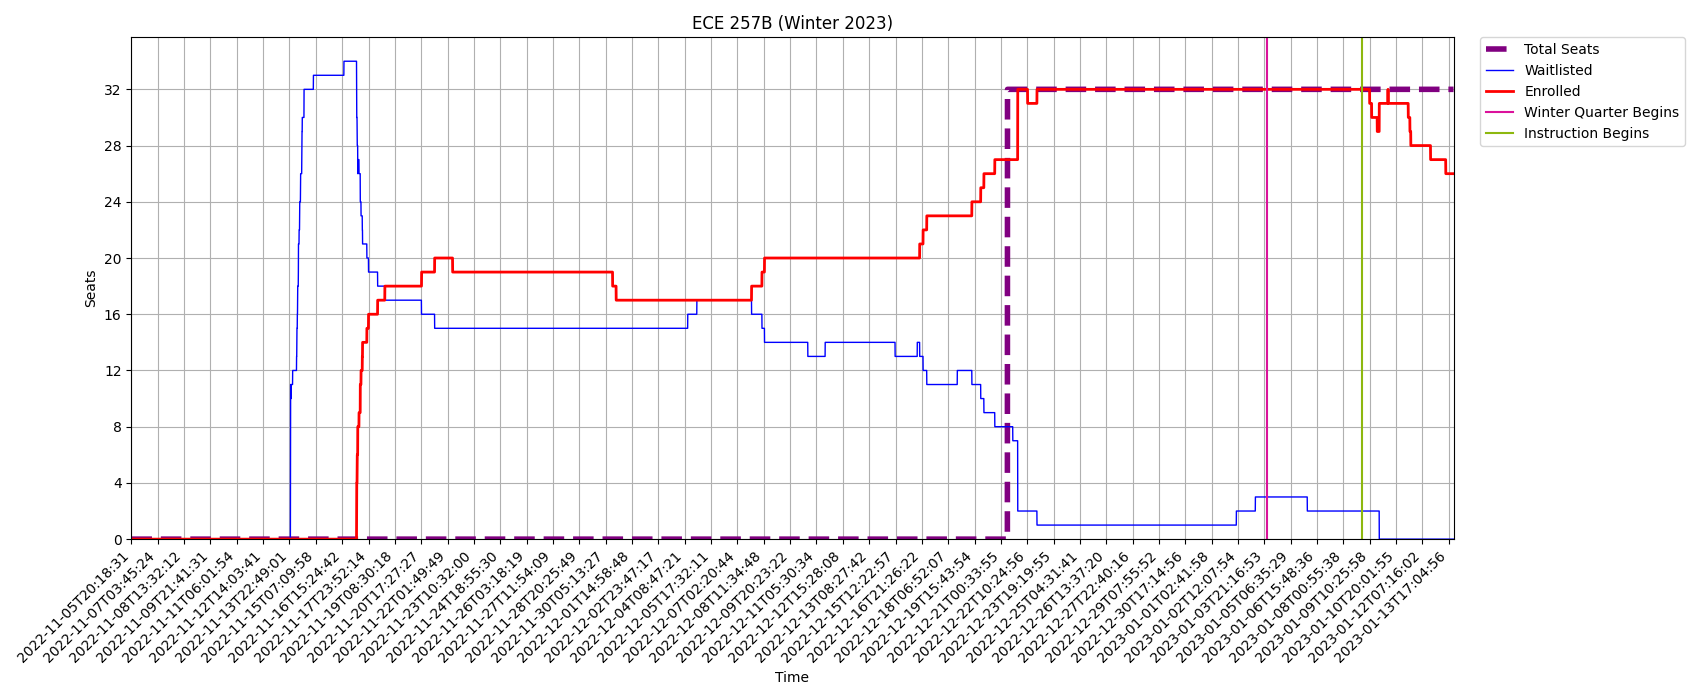 ECE 257B (Winter 2023)
Total Seats
Waitlisted
Enrolled
Winter Quarter Begins
Instruction Begins
Seats
32
28
24
20
16
12
8
4
0
2022-11-05T20:18:31
2022-11-07T03:45:24
2022-11-08T13:32:12
2022-11-09T21:41:31
2022-11-11T06:01:54
2022-11-12T14:03:41
2022-11-13T22:49:01
2022-11-15T07:09:58
2022-11-16T15:24:42
2022-11-17T23:52:14
2022-11-19T08:30:18
2022-11-20T17:27:27
2022-11-22T01:49:49
2022-11-23T10:32:00
2022-11-24T18:55:30
2022-11-26T03:18:19
2022-11-27T11:54:09
2022-11-28T20:25:49
2022-11-30T05:13:27
2022-12-01T14:58:48
2022-12-02T23:47:17
2022-12-04T08:47:21
2022-12-05T17:32:11
2022-12-07T02:20:44
2022-12-08T11:34:48
2022-12-09T20:23:22
2022-12-11T05:30:34
2022-12-12T15:28:08
2022-12-13T08:27:42
2022-12-15T12:22:57
2022-12-16T21:26:22
2022-12-18T06:52:07
2022-12-19T15:43:54
2022-12-21T00:33:55
2022-12-22T10:24:56
2022-12-23T19:19:55
2022-12-25T04:31:41
2022-12-26T13:37:20
2022-12-27T22:40:16
2022-12-29T07:55:52
2022-12-30T17:14:56
2023-01-01T02:41:58
2023-01-02T12:07:54
2023-01-03T21:16:53
2023-01-05T06:35:29
2023-01-06T15:48:36
2023-01-08T00:55:38
2023-01-09T10:25:58
2023-01-10T20:01:55
2023-01-12T07:16:02
2023-01-13T17:04:56
Time